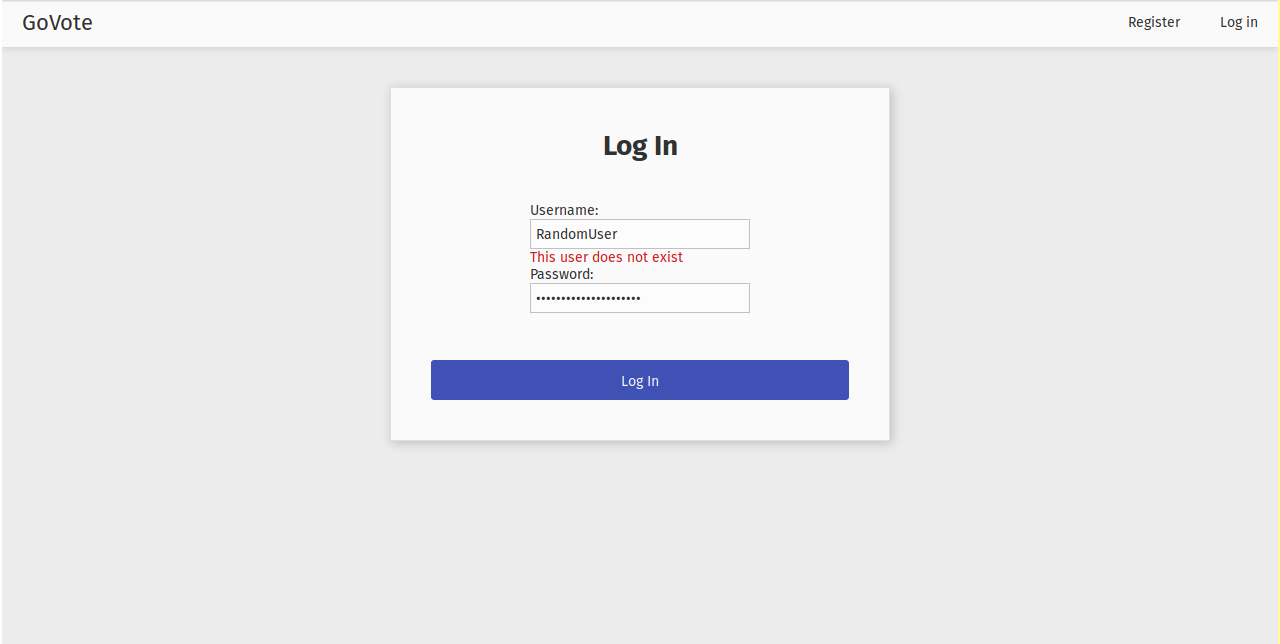 GoVote
Register
Log in
Log In
Username:
RandomUser
This user does not exist
Password:
•••••••••••••••••••••
Log In